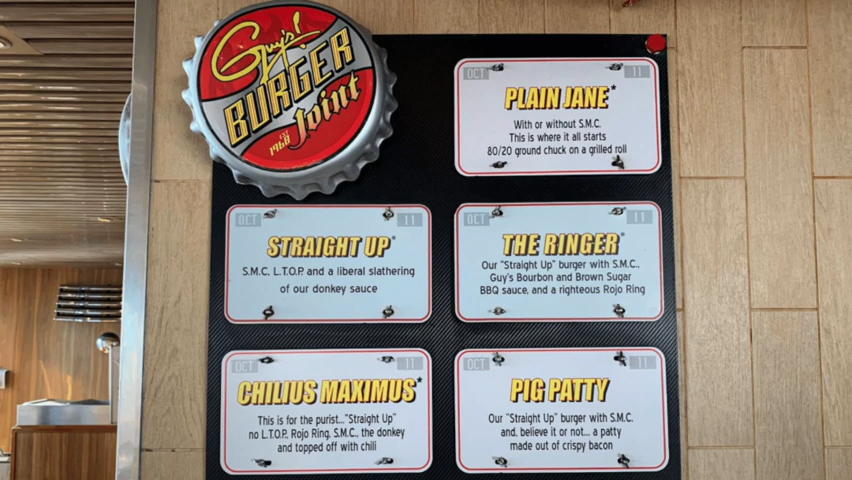 Guy's!
BURGER
Joint
EST
1968
OCT 11
PLAIN JANE*
With or without S.M.C.
This is where it all starts
80/20 ground chuck on a grilled roll
OCT 11
STRAIGHT UP*
S.M.C, L.T.O.P. and a liberal slathering
of our donkey sauce
OCT 11
THE RINGER*
Our "Straight Up" burger with S.M.C.,
Guy's Bourbon and Brown Sugar
BBQ sauce, and a righteous Rojo Ring
OCT 11
CHILIUS MAXIMUS*
This is for the purist..."Straight Up"
no L.T.O.P., Rojo Ring, S.M.C., the donkey
and topped off with chili
OCT 11
PIG PATTY
Our "Straight Up" burger with S.M.C.
and, believe it or not... a patty
made out of crispy bacon